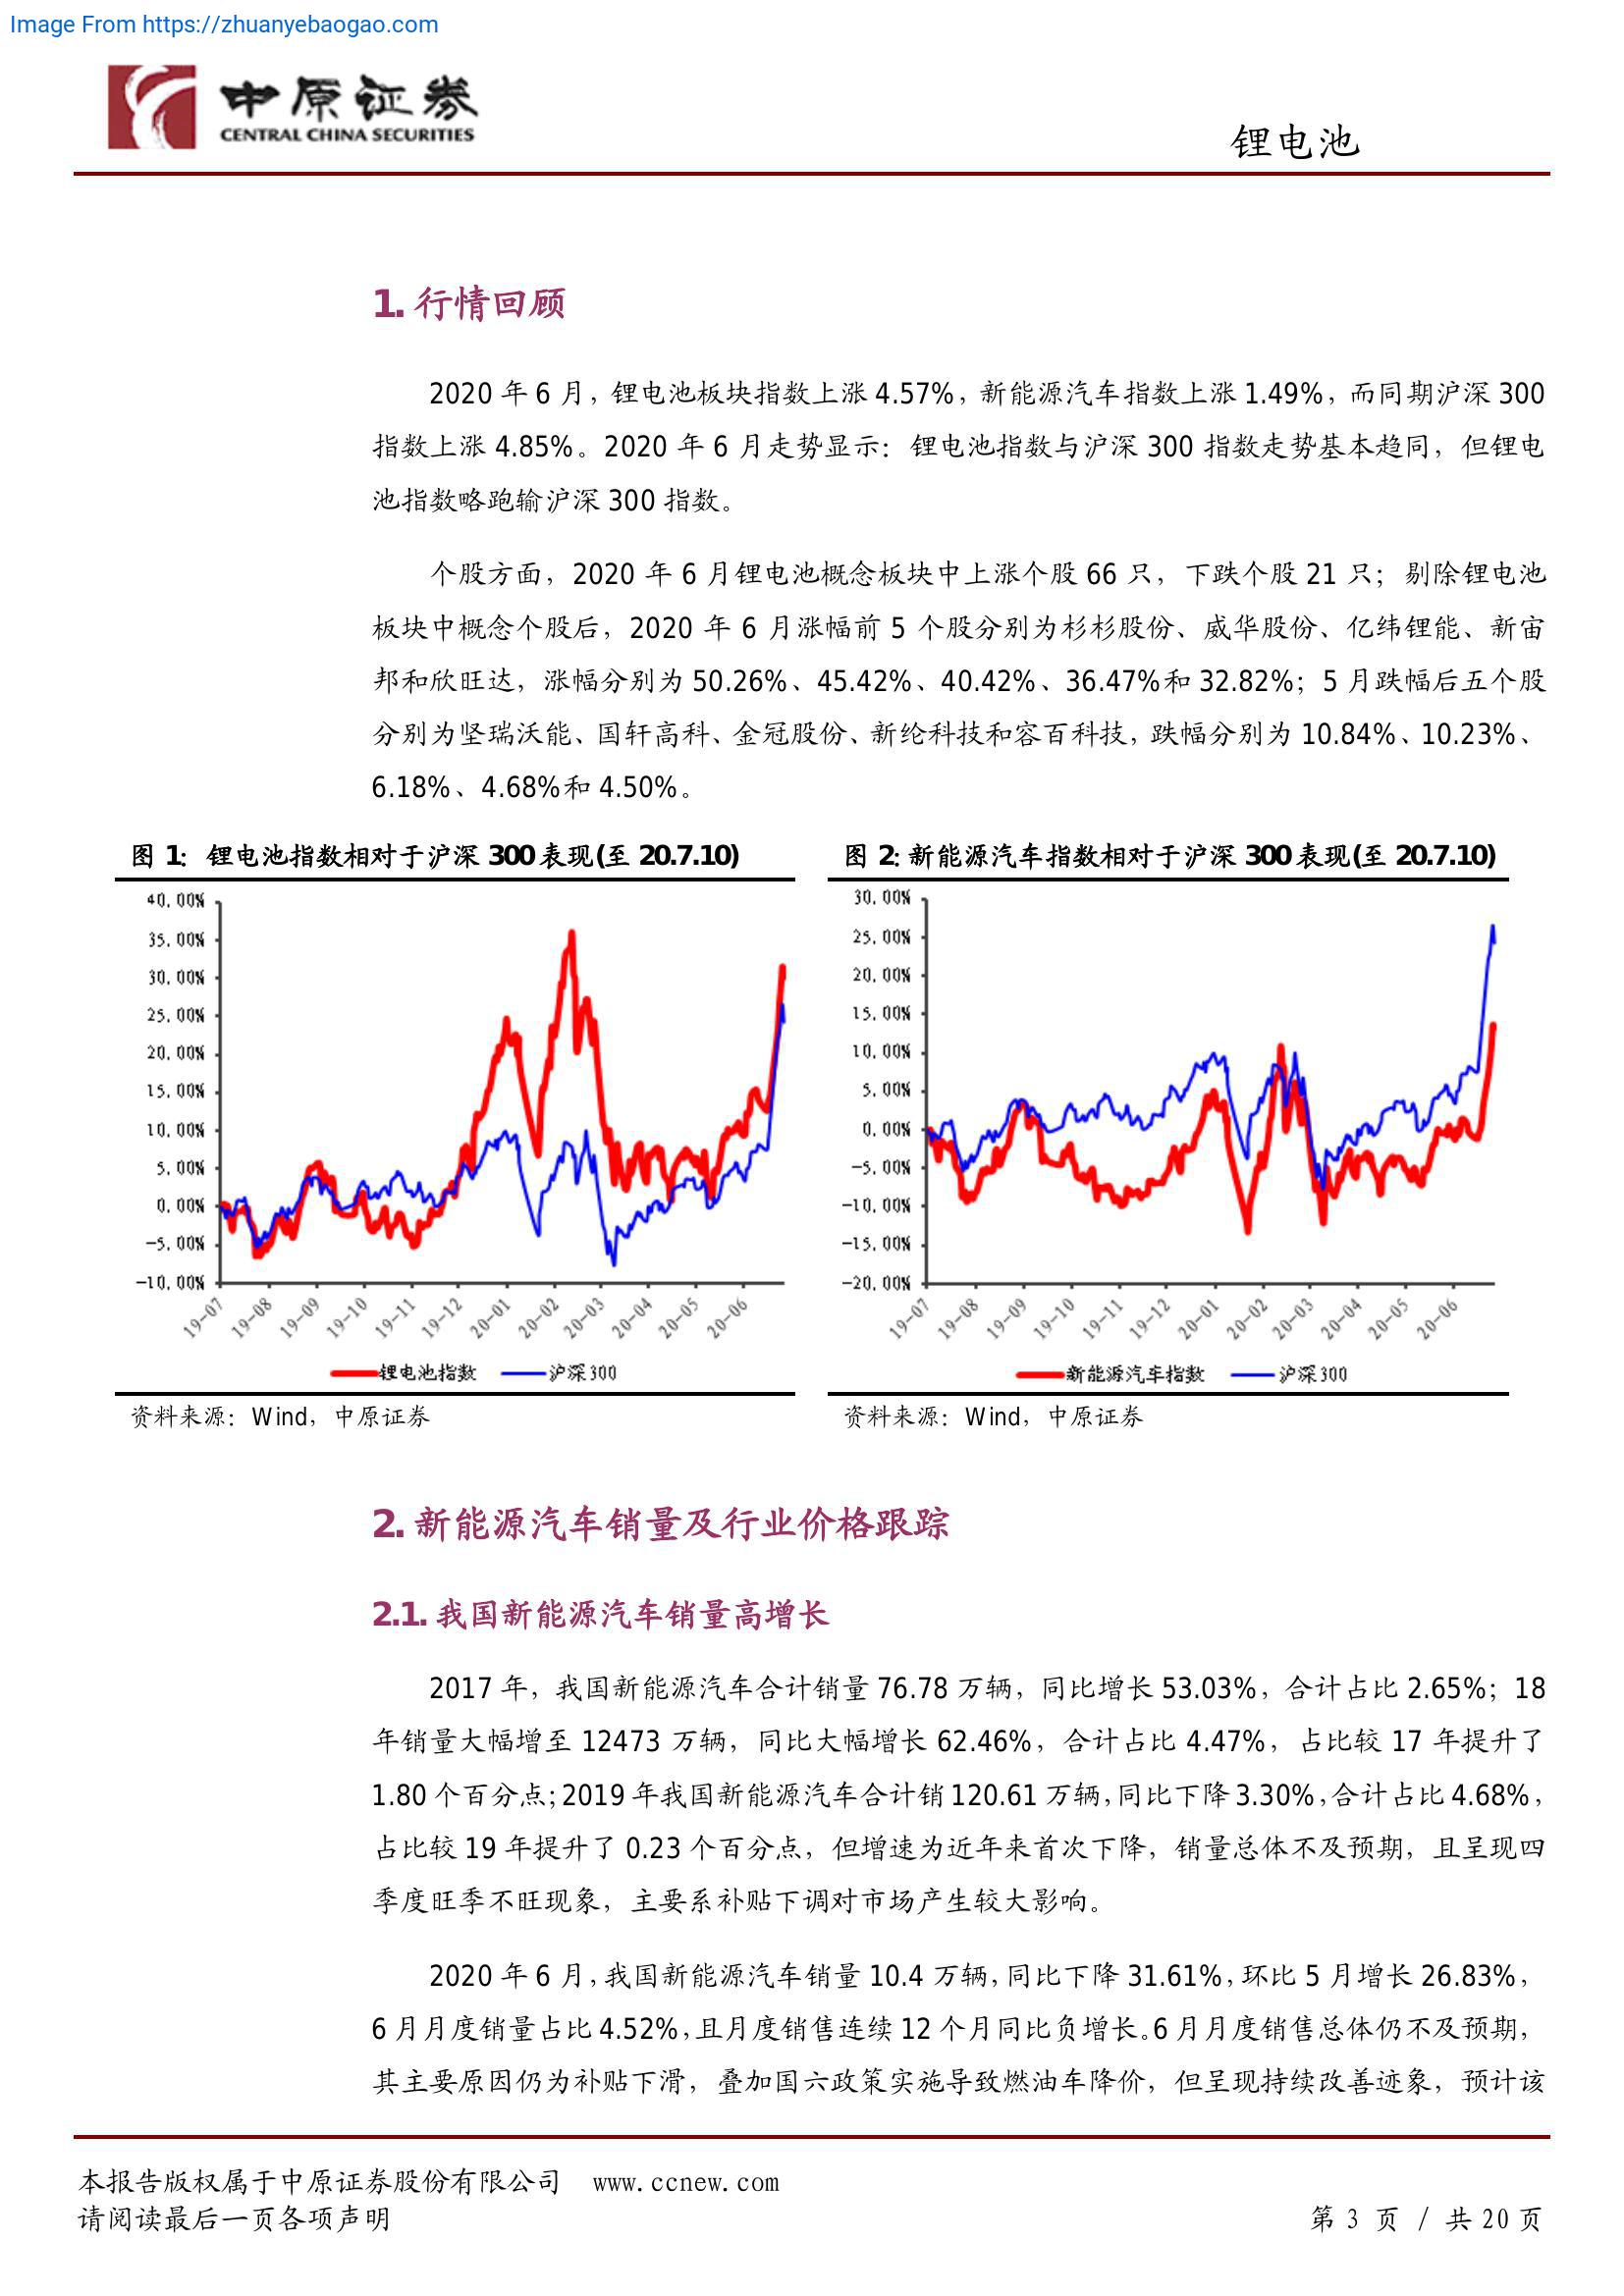 Image From https://zhuanyebaogao.com
中原证券
CENTRAL CHINA SECURITIES
锂电池
1. 行情回顾
2020 年 6 月，锂电池板块指数上涨 4.57%，新能源汽车指数上涨 1.49%，而同期沪深 300
指数上涨 4.85%。2020 年 6 月走势显示：锂电池指数与沪深 300 指数走势基本趋同，但锂电
池指数略跑输沪深 300 指数。
个股方面，2020 年 6 月锂电池概念板块中上涨个股 66 只，下跌个股 21 只；剔除锂电池
板块中概念个股后，2020 年 6 月涨幅前 5 个股分别为杉杉股份、威华股份、亿纬锂能、新宙
邦和欣旺达，涨幅分别为 50.26%、45.42%、40.42%、36.47%和 32.82%；5 月跌幅后五个股
分别为坚瑞沃能、国轩高科、金冠股份、新纶科技和容百科技，跌幅分别为 10.84%、10.23%、
6.18%、4.68%和 4.50%。
图 1：锂电池指数相对于沪深 300 表现(至 20.7.10)
40.00%
35.00%
30.00%
25.00%
20.00%
15.00%
10.00%
5.00%
0.00%
-5.00%
-10.00%
19-07 19-08 19-09 19-10 19-11 19-12 20-01 20-02 20-03 20-04 20-05 20-06
锂电池指数 沪深300
资料来源：Wind，中原证券
图 2: 新能源汽车指数相对于沪深 300 表现(至 20.7.10)
30.00%
25.00%
20.00%
15.00%
10.00%
5.00%
0.00%
-5.00%
-10.00%
-15.00%
-20.00%
19-07 19-08 19-09 19-10 19-11 19-12 20-01 20-02 20-03 20-04 20-05 20-06
新能源汽车指数 沪深300
资料来源：Wind，中原证券
2. 新能源汽车销量及行业价格跟踪
2.1. 我国新能源汽车销量高增长
2017 年，我国新能源汽车合计销量 76.78 万辆，同比增长 53.03%，合计占比 2.65%；18
年销量大幅增至 12473 万辆，同比大幅增长 62.46%，合计占比 4.47%，占比较 17 年提升了
1.80 个百分点；2019 年我国新能源汽车合计销 120.61 万辆，同比下降 3.30%，合计占比 4.68%，
占比较 19 年提升了 0.23 个百分点，但增速为近年来首次下降，销量总体不及预期，且呈现四
季度旺季不旺现象，主要系补贴下调对市场产生较大影响。
2020 年 6 月，我国新能源汽车销量 10.4 万辆，同比下降 31.61%，环比 5 月增长 26.83%，
6 月月度销量占比 4.52%，且月度销售连续 12 个月同比负增长。6 月月度销售总体仍不及预期，
其主要原因仍为补贴下滑，叠加国六政策实施导致燃油车降价，但呈现持续改善迹象，预计该
本报告版权属于中原证券股份有限公司 www.ccnew.com
请阅读最后一页各项声明
第 3 页 / 共 20 页